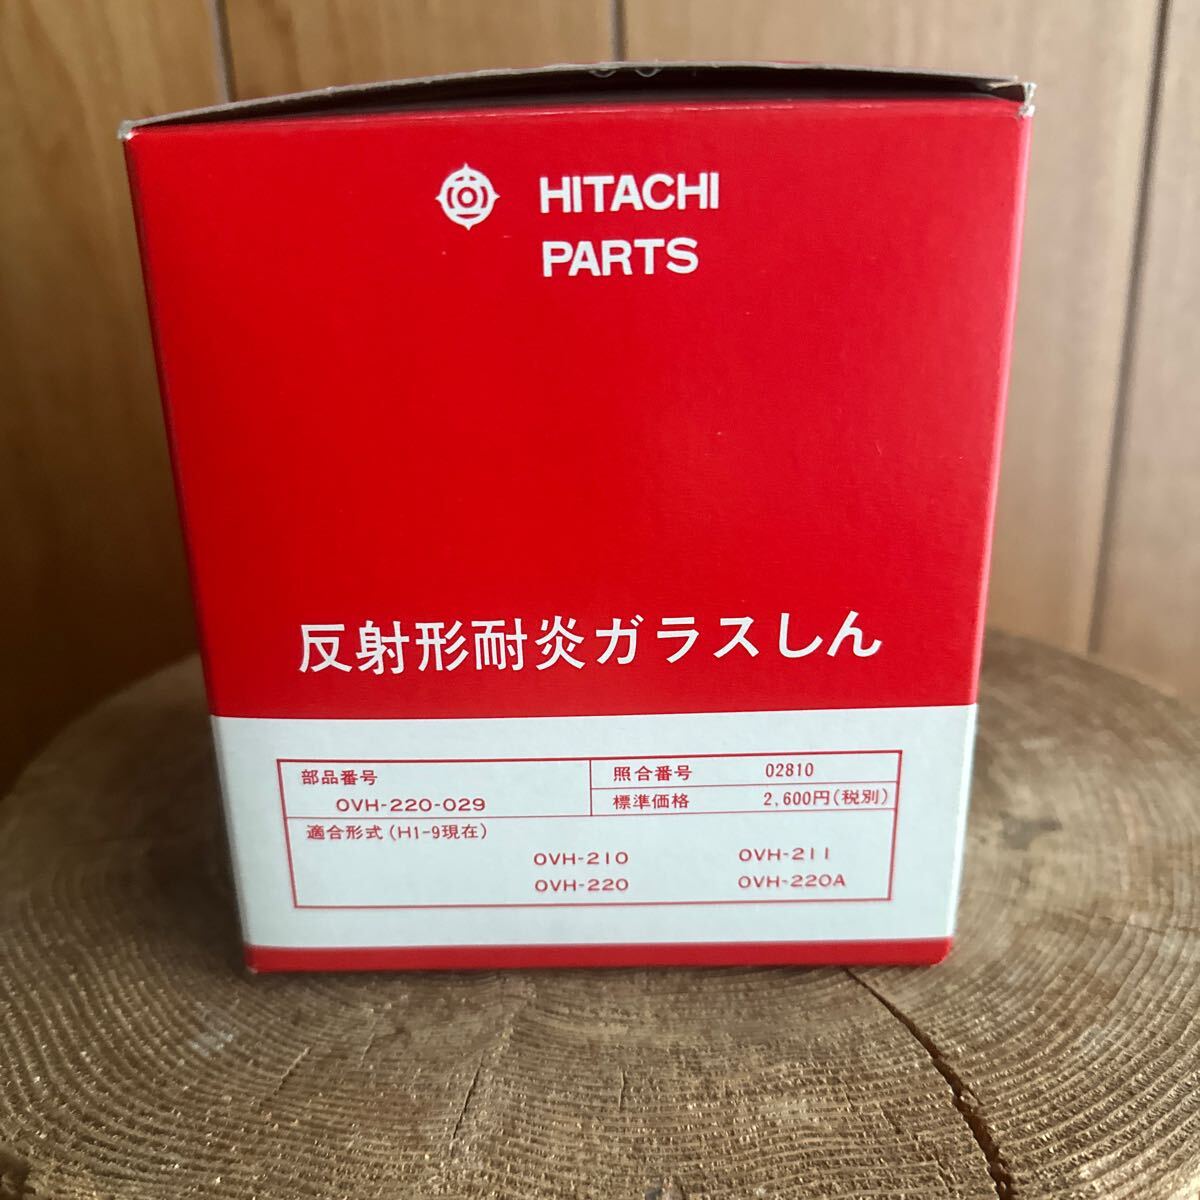 HITACHI
PARTS
反射形耐炎ガラスしん
部品番号
OVH-220-029
照合番号 02810
標準価格 2,600円(税別)
適合形式(H1-9現在)
OVH-210 OVH-211
OVH-220 OVH-220A